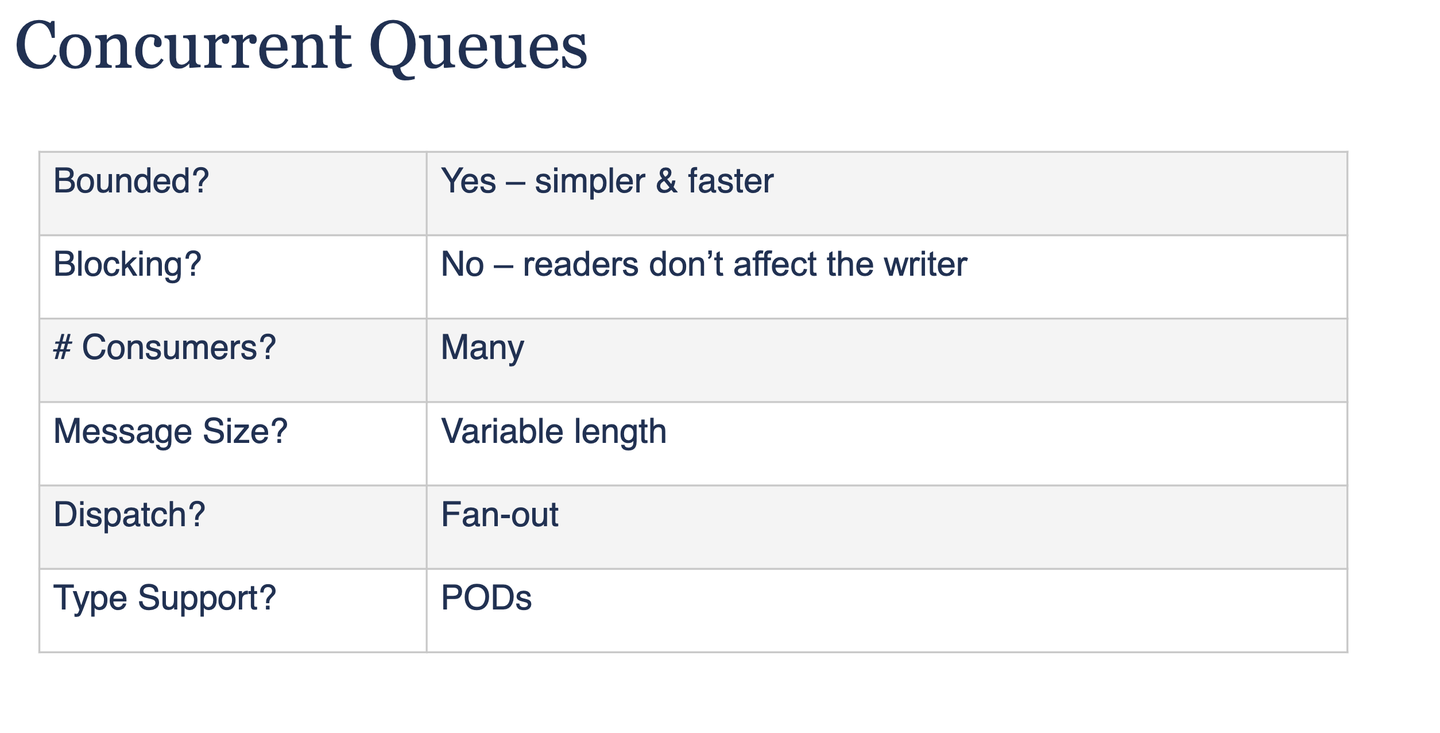 Concurrent Queues
Bounded? Yes – simpler & faster
Blocking? No – readers don’t affect the writer
# Consumers? Many
Message Size? Variable length
Dispatch? Fan-out
Type Support? PODs